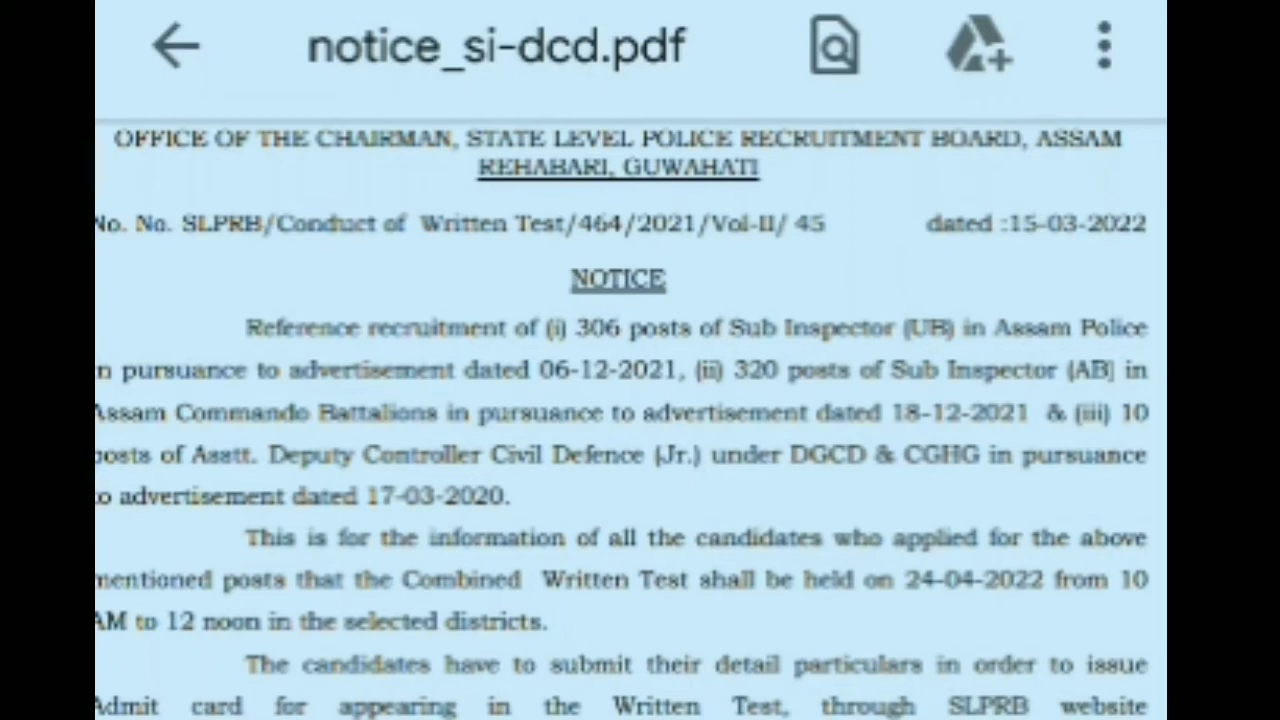 notice_si-dcd.pdf
OFFICE OF THE CHAIRMAN, STATE LEVEL POLICE RECRUITMENT BOARD, ASSAM
REHABARI, GUWAHATI
No. No. SLPRB/Conduct of Written Test/464/2021/Vol-II/ 45 dated :15-03-2022
NOTICE
Reference recruitment of (i) 306 posts of Sub Inspector (UB) in Assam Police
n pursuance to advertisement dated 06-12-2021, (ii) 320 posts of Sub Inspector (AB) in
Assam Commando Battalions in pursuance to advertisement dated 18-12-2021 & (iii) 10
posts of Asstt. Deputy Controller Civil Defence (Jr.) under DGCD & CGHG in pursuance
o advertisement dated 17-03-2020.
This is for the information of all the candidates who applied for the above
mentioned posts that the Combined Written Test shall be held on 24-04-2022 from 10
AM to 12 noon in the selected districts.
The candidates have to submit their detail particulars in order to issue
Admit card for appearing in the Written Test, through SLPRB website